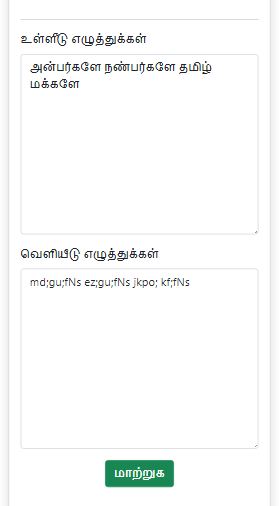 உள்ளீடு எழுத்துக்கள்
அன்பர்களே நண்பர்களே தமிழ்
மக்களே
வெளியீடு எழுத்துக்கள்
md;gu;fNs ez;gu;fNs jkpo; kf;fNs
மாற்றுக